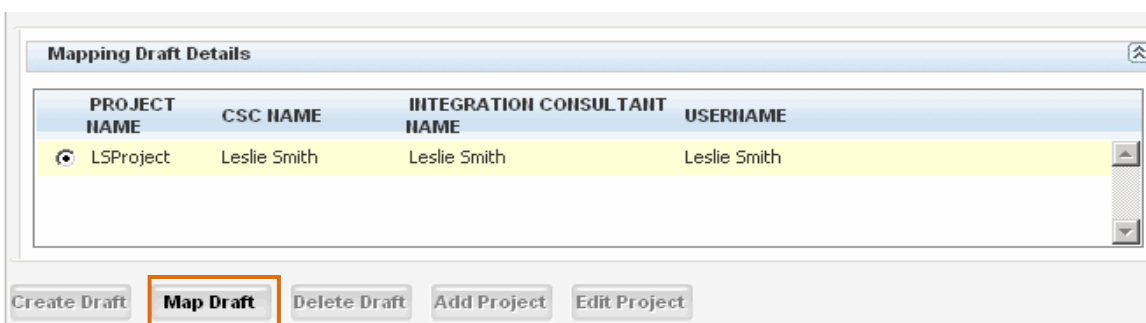 Mapping Draft Details
PROJECT NAME CSC NAME INTEGRATION CONSULTANT NAME USERNAME
LSProject Leslie Smith Leslie Smith Leslie Smith
Create Draft Map Draft Delete Draft Add Project Edit Project